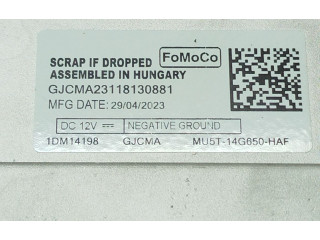 SCRAP IF DROPPED FoMoCo
ASSEMBLED IN HUNGARY
GJCMA23118130881
MFG DATE: 29/04/2023
DC 12V⎓ NEGATIVE GROUND
1DM14198 GJCMA MU5T-14G650-HAF